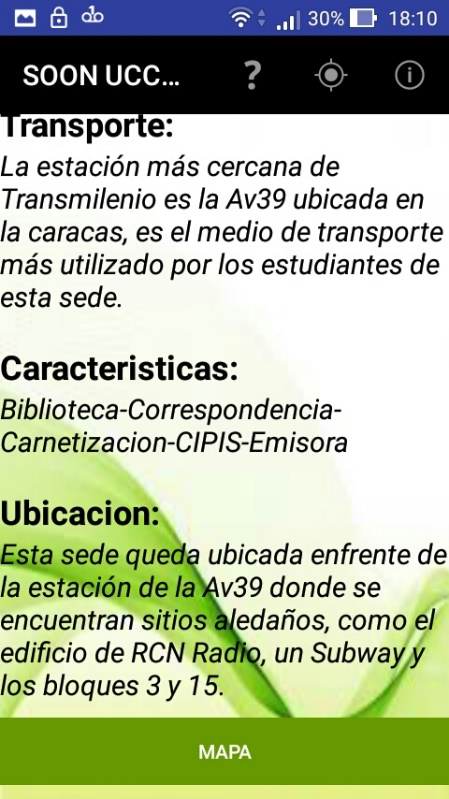 30% 18:10
SOON UCC...
Transporte:
La estación más cercana de
Transmilenio es la Av39 ubicada en
la caracas, es el medio de transporte
más utilizado por los estudiantes de
esta sede.
Caracteristicas:
Biblioteca-Correspondencia-
Carnetizacion-CIPIS-Emisora
Ubicacion:
Esta sede queda ubicada enfrente de
la estación de la Av39 donde se
encuentran sitios aledaños, como el
edificio de RCN Radio, un Subway y
los bloques 3 y 15.
MAPA